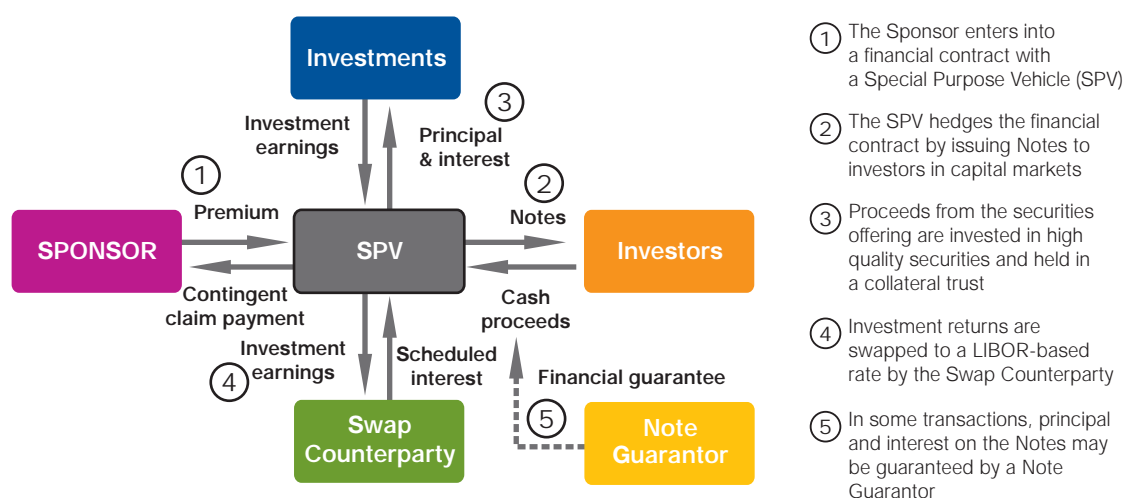 Investments
Investment
earnings
3
Principal
& interest
1
Premium
2
Notes
SPONSOR
SPV
Investors
Contingent
claim payment
Cash
proceeds
4
Investment
earnings
Scheduled
interest
Financial guarantee
5
Swap
Counterparty
Note
Guarantor
1 The Sponsor enters into
a financial contract with
a Special Purpose Vehicle (SPV)
2 The SPV hedges the financial
contract by issuing Notes to
investors in capital markets
3 Proceeds from the securities
offering are invested in high
quality securities and held in
a collateral trust
4 Investment returns are
swapped to a LIBOR-based
rate by the Swap Counterparty
5 In some transactions, principal
and interest on the Notes may
be guaranteed by a Note
Guarantor